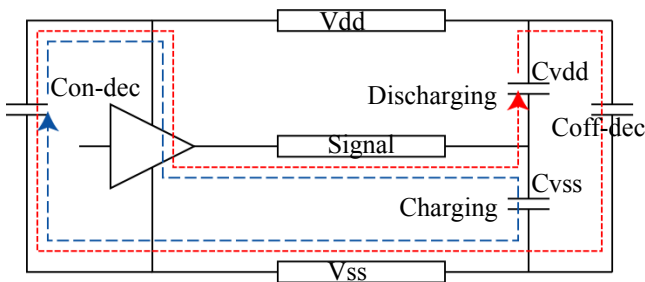 Vdd
Con-dec
Cvdd
Discharging
Coff-dec
Signal
Cvss
Charging
Vss